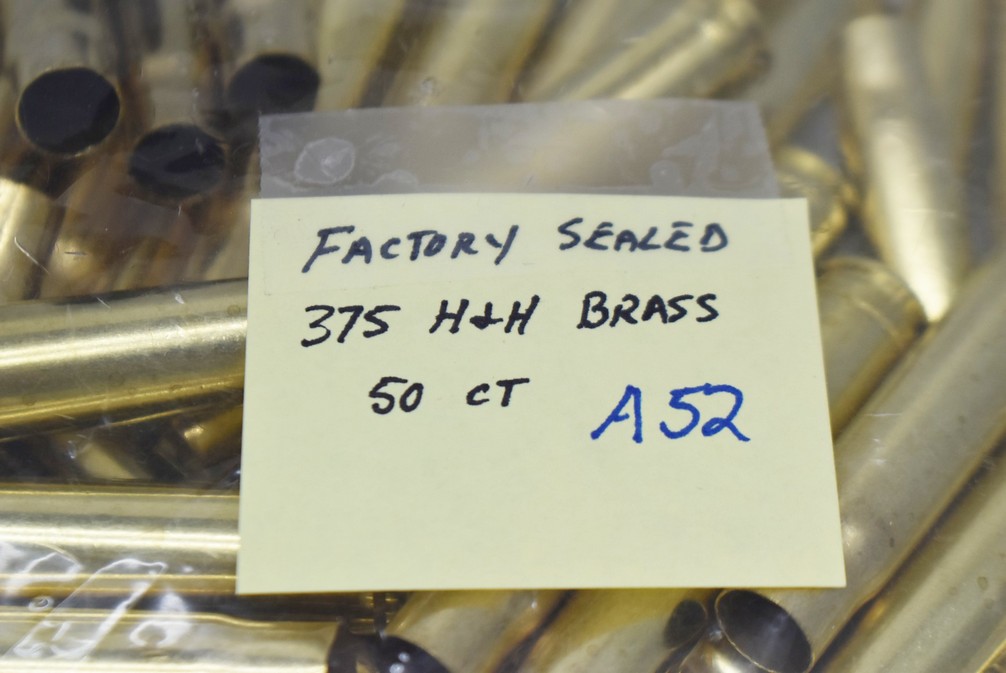 FACTORY SEALED
375 H&H BRASS
50 CT A52